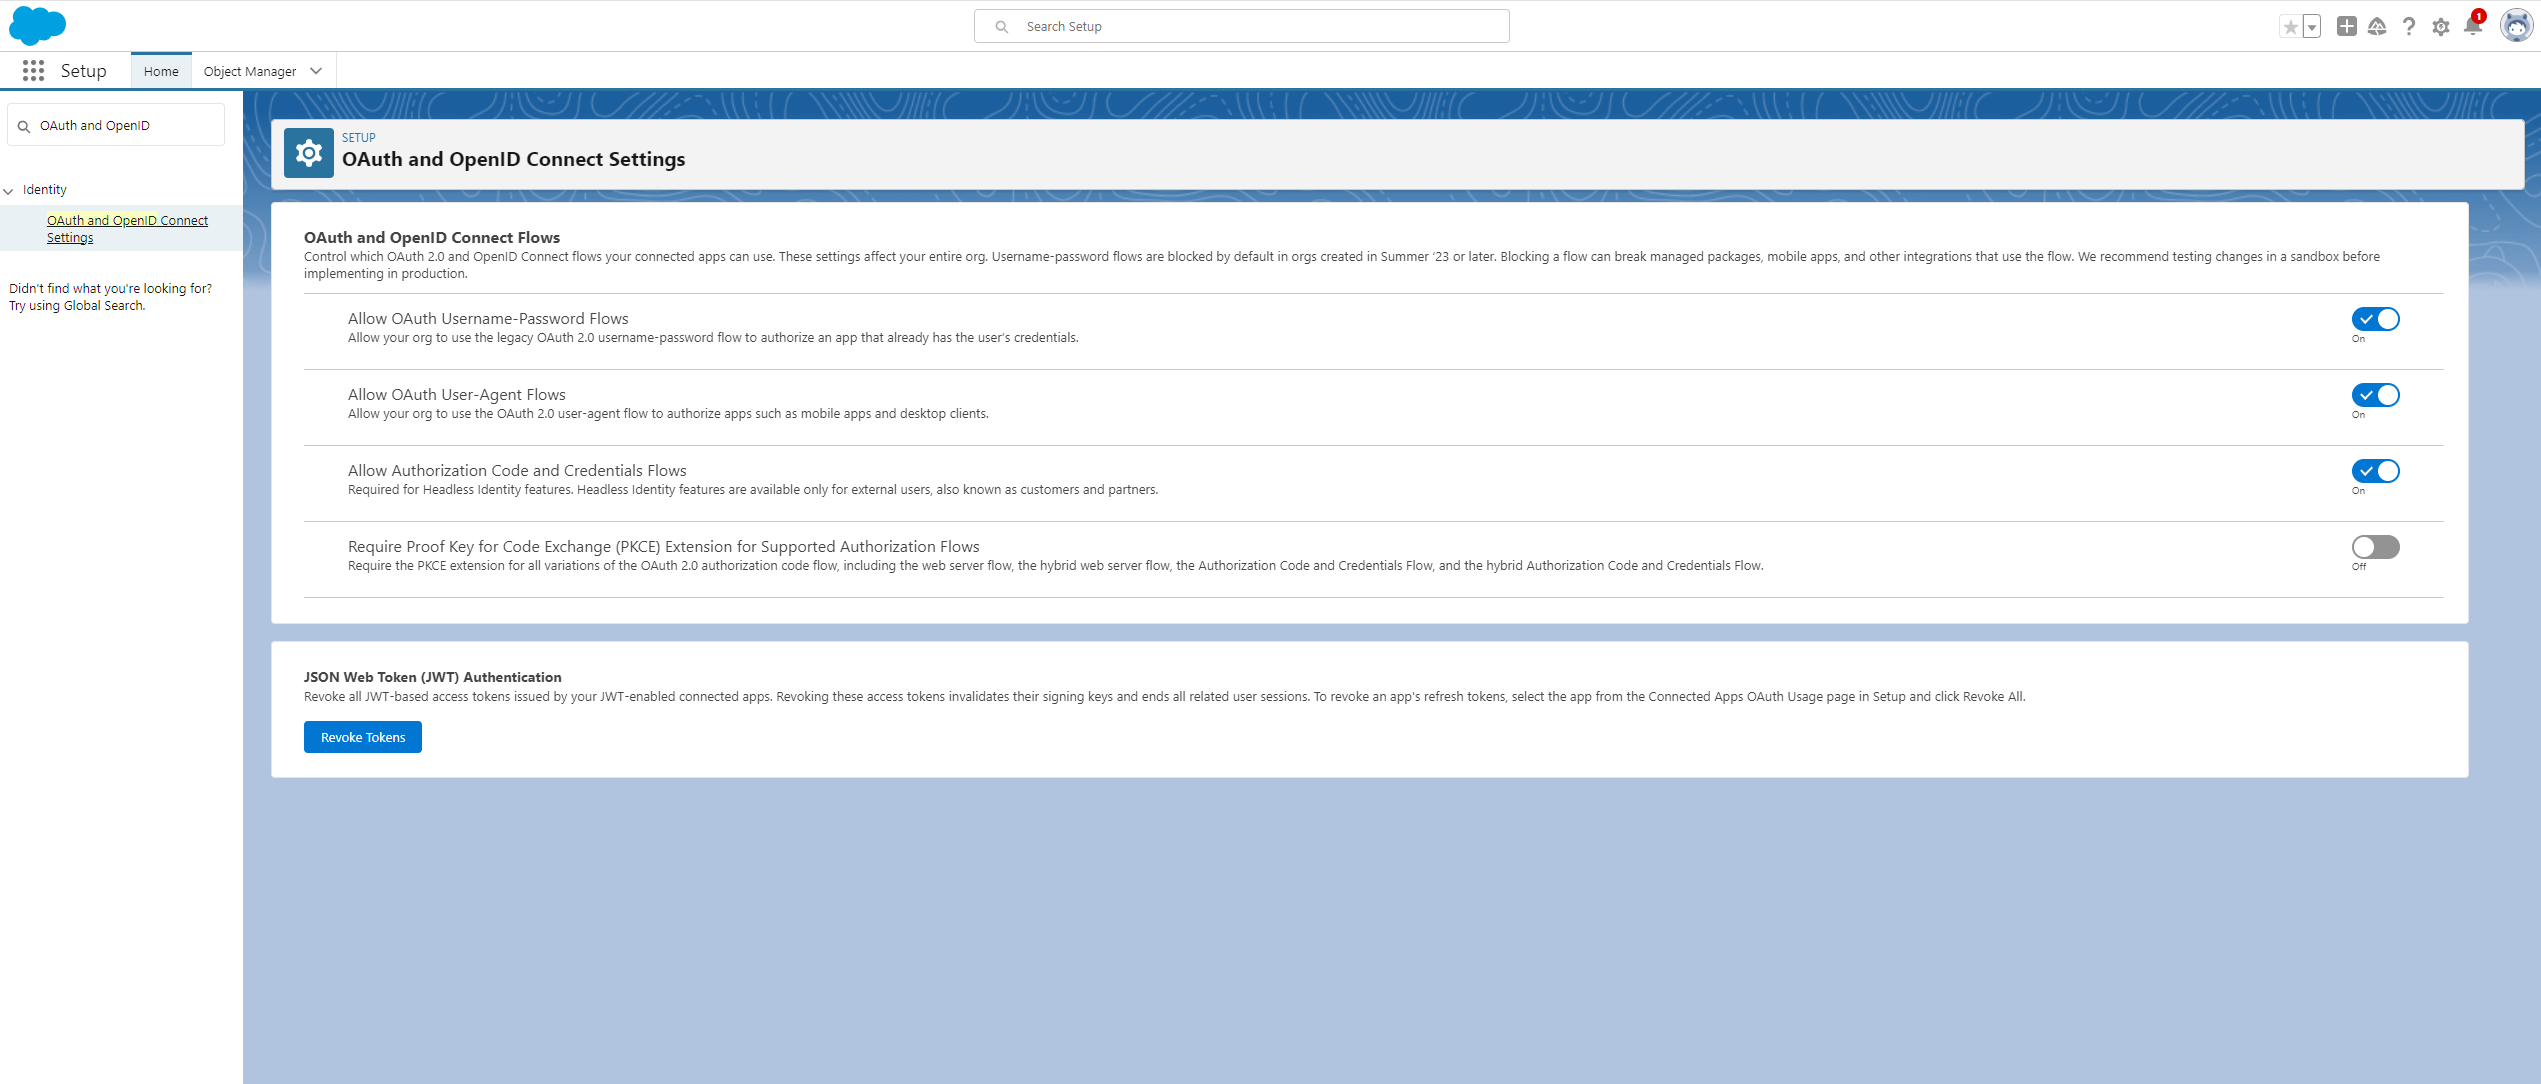 Search Setup
1
Setup
Home
Object Manager
OAuth and OpenID
Identity
OAuth and OpenID Connect
Settings
Didn't find what you're looking for?
Try using Global Search.
SETUP
OAuth and OpenID Connect Settings
OAuth and OpenID Connect Flows
Control which OAuth 2.0 and OpenID Connect flows your connected apps can use. These settings affect your entire org. Username-password flows are blocked by default in orgs created in Summer '23 or later. Blocking a flow can break managed packages, mobile apps, and other integrations that use the flow. We recommend testing changes in a sandbox before
implementing in production.
Allow OAuth Username-Password Flows
Allow your org to use the legacy OAuth 2.0 username-password flow to authorize an app that already has the user's credentials.
On
Allow OAuth User-Agent Flows
Allow your org to use the OAuth 2.0 user-agent flow to authorize apps such as mobile apps and desktop clients.
On
Allow Authorization Code and Credentials Flows
Required for Headless Identity features. Headless Identity features are available only for external users, also known as customers and partners.
On
Require Proof Key for Code Exchange (PKCE) Extension for Supported Authorization Flows
Require the PKCE extension for all variations of the OAuth 2.0 authorization code flow, including the web server flow, the hybrid web server flow, the Authorization Code and Credentials Flow, and the hybrid Authorization Code and Credentials Flow.
Off
JSON Web Token (JWT) Authentication
Revoke all JWT-based access tokens issued by your JWT-enabled connected apps. Revoking these access tokens invalidates their signing keys and ends all related user sessions. To revoke an app's refresh tokens, select the app from the Connected Apps OAuth Usage page in Setup and click Revoke All.
Revoke Tokens